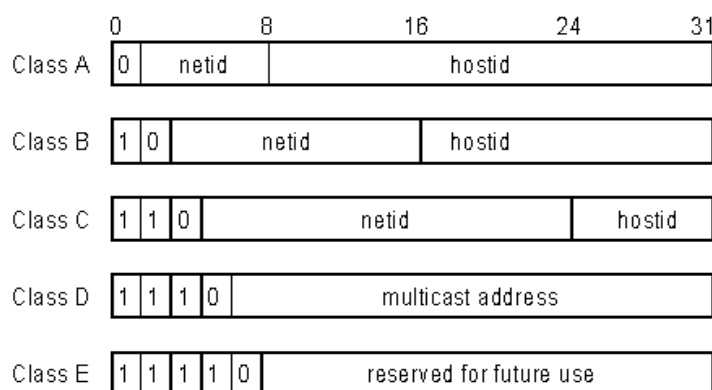 0 8 16 24 31
Class A 0 netid hostid
Class B 1 0 netid hostid
Class C 1 1 0 netid hostid
Class D 1 1 1 0 multicast address
Class E 1 1 1 1 0 reserved for future use